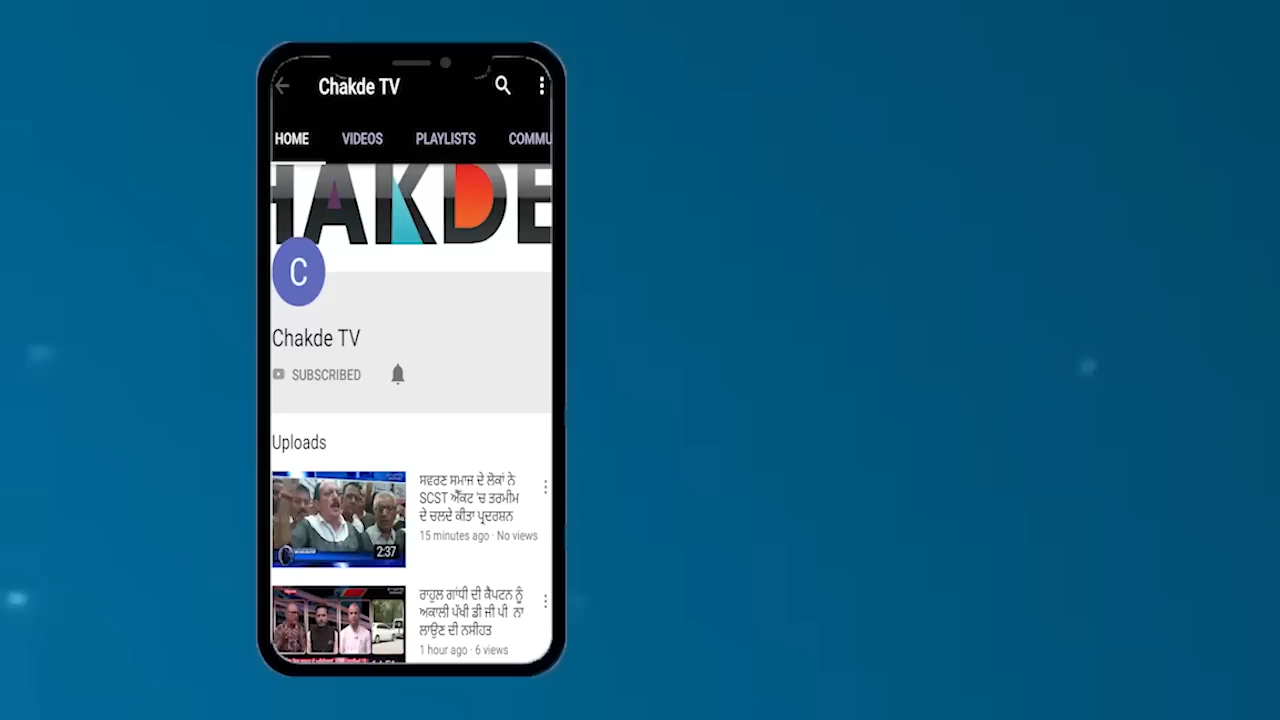 Chakde TV
HOME VIDEOS PLAYLISTS COMMU
HAKDE
C
Chakde TV
SUBSCRIBED
Uploads
ਸਵਰਣ ਸਮਾਜ ਦੇ ਲੋਕਾਂ ਨੇ
SCST ਐੱਕਟ 'ਚ ਤਰਮੀਮ
ਦੇ ਚਲਦੇ ਕੀਤਾ ਪ੍ਰਦਰਸ਼ਨ
15 minutes ago · No views
2:37
ਰਾਹੁਲ ਗਾਂਧੀ ਦੀ ਕੈਪਟਨ ਨੂੰ
ਅਕਾਲੀ ਪੱਖੀ ਡੀ ਜੀ ਪੀ ਨਾ
ਲਾਉਣ ਦੀ ਨਸੀਹਤ
1 hour ago · 6 views